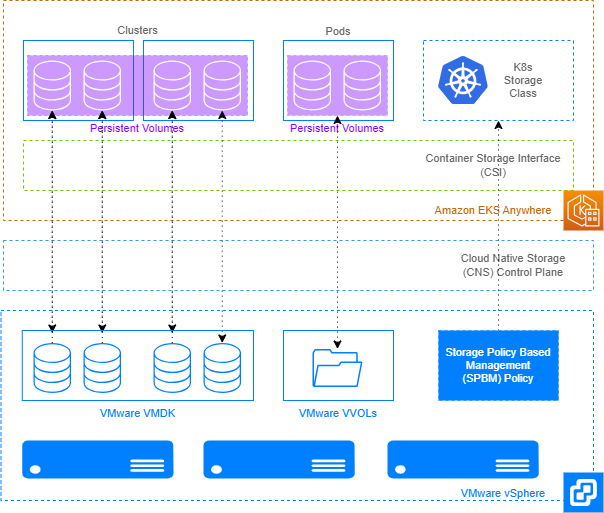 Clusters
Pods
K8s
Storage
Class
Persistent Volumes
Persistent Volumes
Container Storage Interface
(CSI)
Amazon EKS Anywhere
K
Cloud Native Storage
(CNS) Control Plane
Storage Policy Based
Management
(SPBM) Policy
VMware VMDK
VMware VVOLs
VMware vSphere